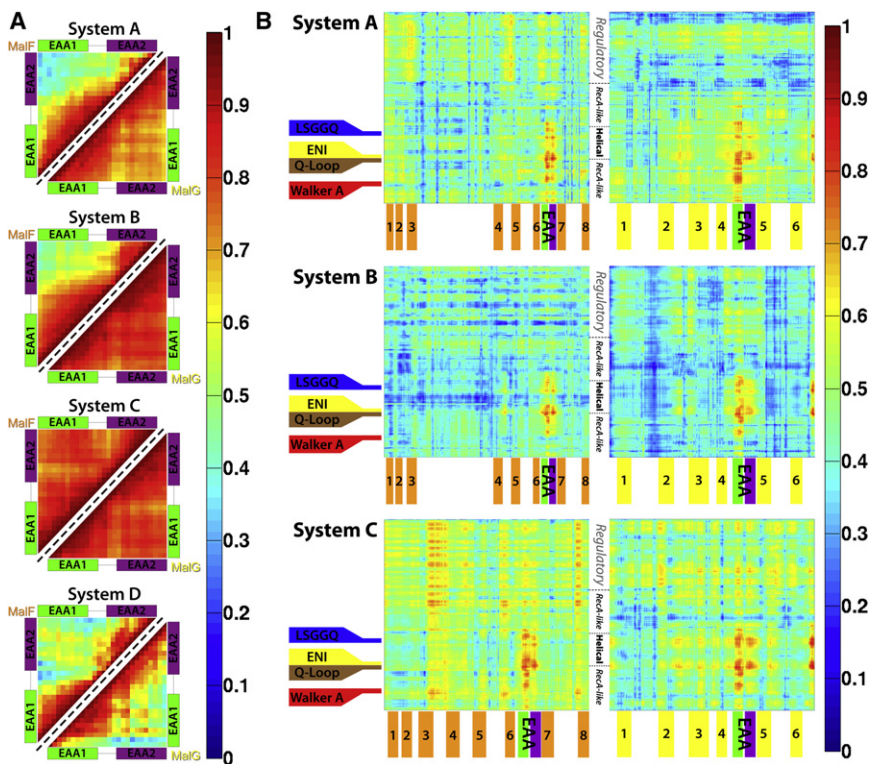 A
System A
MalF EAA1 EAA2
EAA2
EAA1
EAA2
EAA1
EAA1 EAA2
MalG
System B
MalF EAA1 EAA2
EAA2
EAA1
EAA2
EAA1
EAA1 EAA2
MalG
System C
MalF EAA1 EAA2
EAA2
EAA1
EAA2
EAA1
EAA1 EAA2
MalG
System D
MalF EAA1 EAA2
EAA2
EAA1
EAA2
EAA1
EAA1 EAA2
MalG
1
0.9
0.8
0.7
0.6
0.5
0.4
0.3
0.2
0.1
0
B
System A
LSGGQ
ENI
Q-Loop
Walker A
Regulatory
RecA-like
Helical
RecA-like
1 2 3 4 5 6 EAA 7 8
1 2 3 4 EAA 5 6
System B
LSGGQ
ENI
Q-Loop
Walker A
Regulatory
RecA-like
Helical
RecA-like
1 2 3 4 5 6 EAA 7 8
1 2 3 4 EAA 5 6
System C
LSGGQ
ENI
Q-Loop
Walker A
Regulatory
RecA-like
Helical
RecA-like
1 2 3 4 5 6 EAA 7 8
1 2 3 4 EAA 5 6
1
0.9
0.8
0.7
0.6
0.5
0.4
0.3
0.2
0.1
0